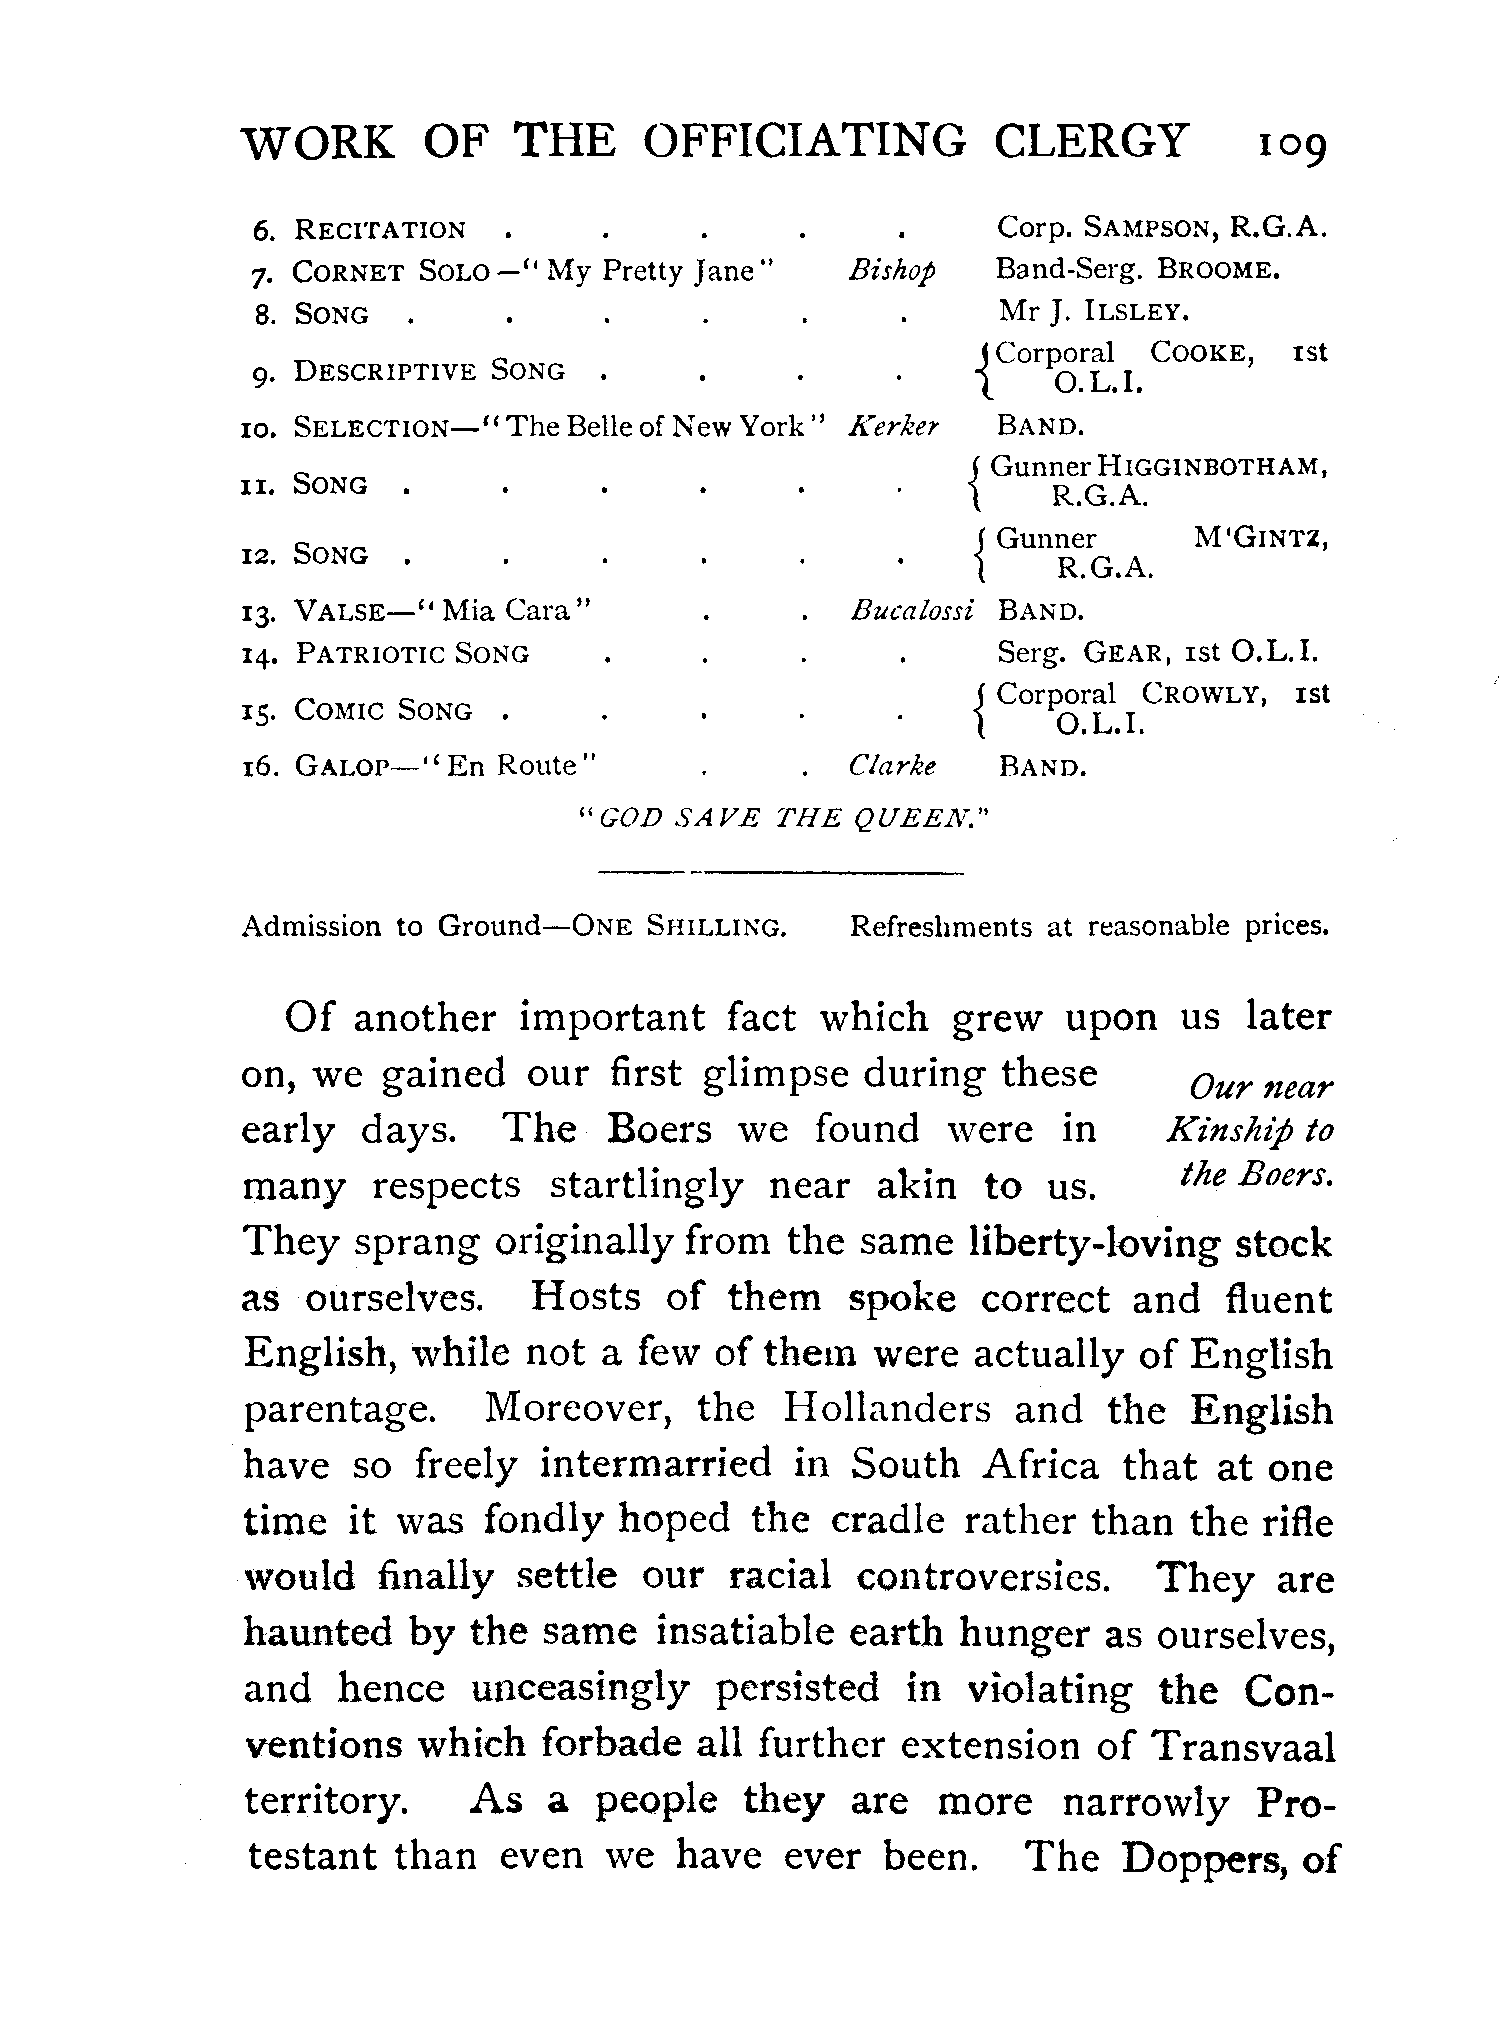 WORK OF THE OFFICIATING CLERGY 109
6. RECITATION . . . . . Corp. SAMPSON, R.G.A.
7. CORNET SOLO—"My Pretty Jane" Bishop Band-Serg. BROOME.
8. SONG . . . . . . Mr J. ILSLEY.
9. DESCRIPTIVE SONG . . . . { Corporal COOKE, 1st
O.L.I.
10. SELECTION—"The Belle of New York" Kerker BAND.
11. SONG . . . . . . { Gunner HIGGINBOTHAM,
R.G.A.
12. SONG . . . . . . { Gunner M'GINTZ,
R.G.A.
13. VALSE—"Mia Cara" . . Bucalossi BAND.
14. PATRIOTIC SONG . . . . Serg. GEAR, 1st O.L.I.
15. COMIC SONG . . . . . { Corporal CROWLY, 1st
O.L.I.
16. GALOP—"En Route" . . Clarke BAND.
"GOD SAVE THE QUEEN."
Admission to Ground—ONE SHILLING. Refreshments at reasonable prices.
Of another important fact which grew upon us later
on, we gained our first glimpse during these
early days. The Boers we found were in
many respects startlingly near akin to us.
Our near
Kinship to
the Boers.
They sprang originally from the same liberty-loving stock
as ourselves. Hosts of them spoke correct and fluent
English, while not a few of them were actually of English
parentage. Moreover, the Hollanders and the English
have so freely intermarried in South Africa that at one
time it was fondly hoped the cradle rather than the rifle
would finally settle our racial controversies. They are
haunted by the same insatiable earth hunger as ourselves,
and hence unceasingly persisted in violating the Con-
ventions which forbade all further extension of Transvaal
territory. As a people they are more narrowly Pro-
testant than even we have ever been. The Doppers, of